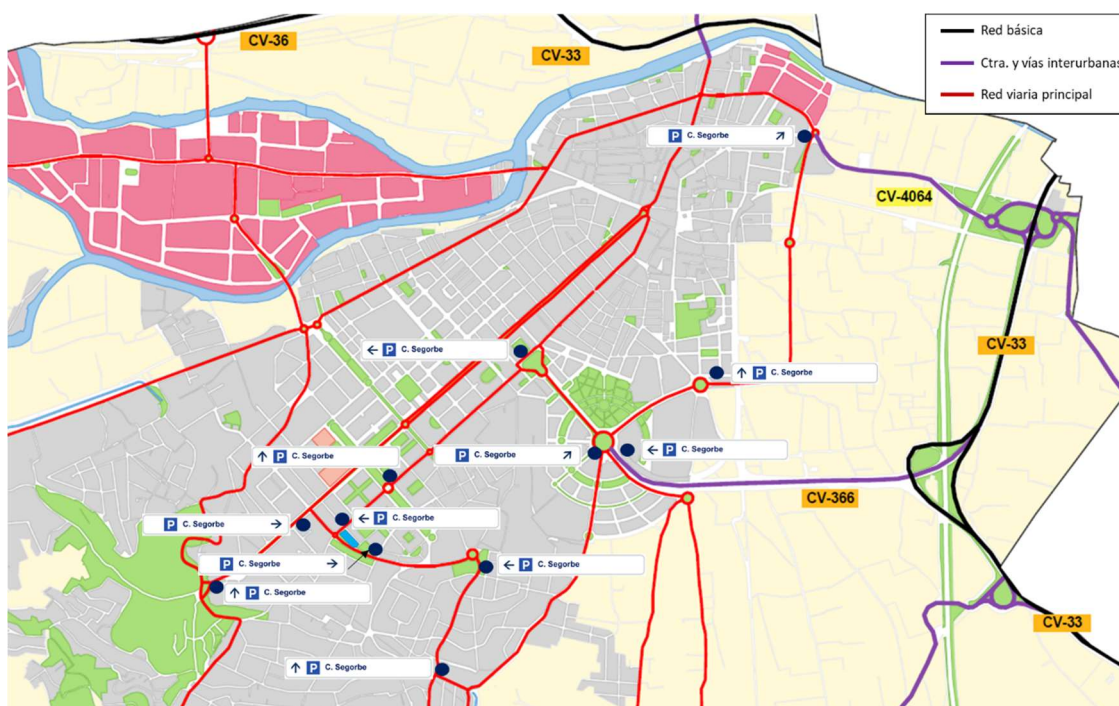 Red básica
CV-36
CV-33
Ctra. y vías interurbanas
Red viaria principal
P C. Segorbe ↗
CV-4064
CV-33
← P C. Segorbe
↑ P C. Segorbe
← P C. Segorbe
↑ P C. Segorbe
P C. Segorbe ↗
CV-366
← P C. Segorbe
P C. Segorbe →
P C. Segorbe →
← P C. Segorbe
↑ P C. Segorbe
CV-33
↑ P C. Segorbe